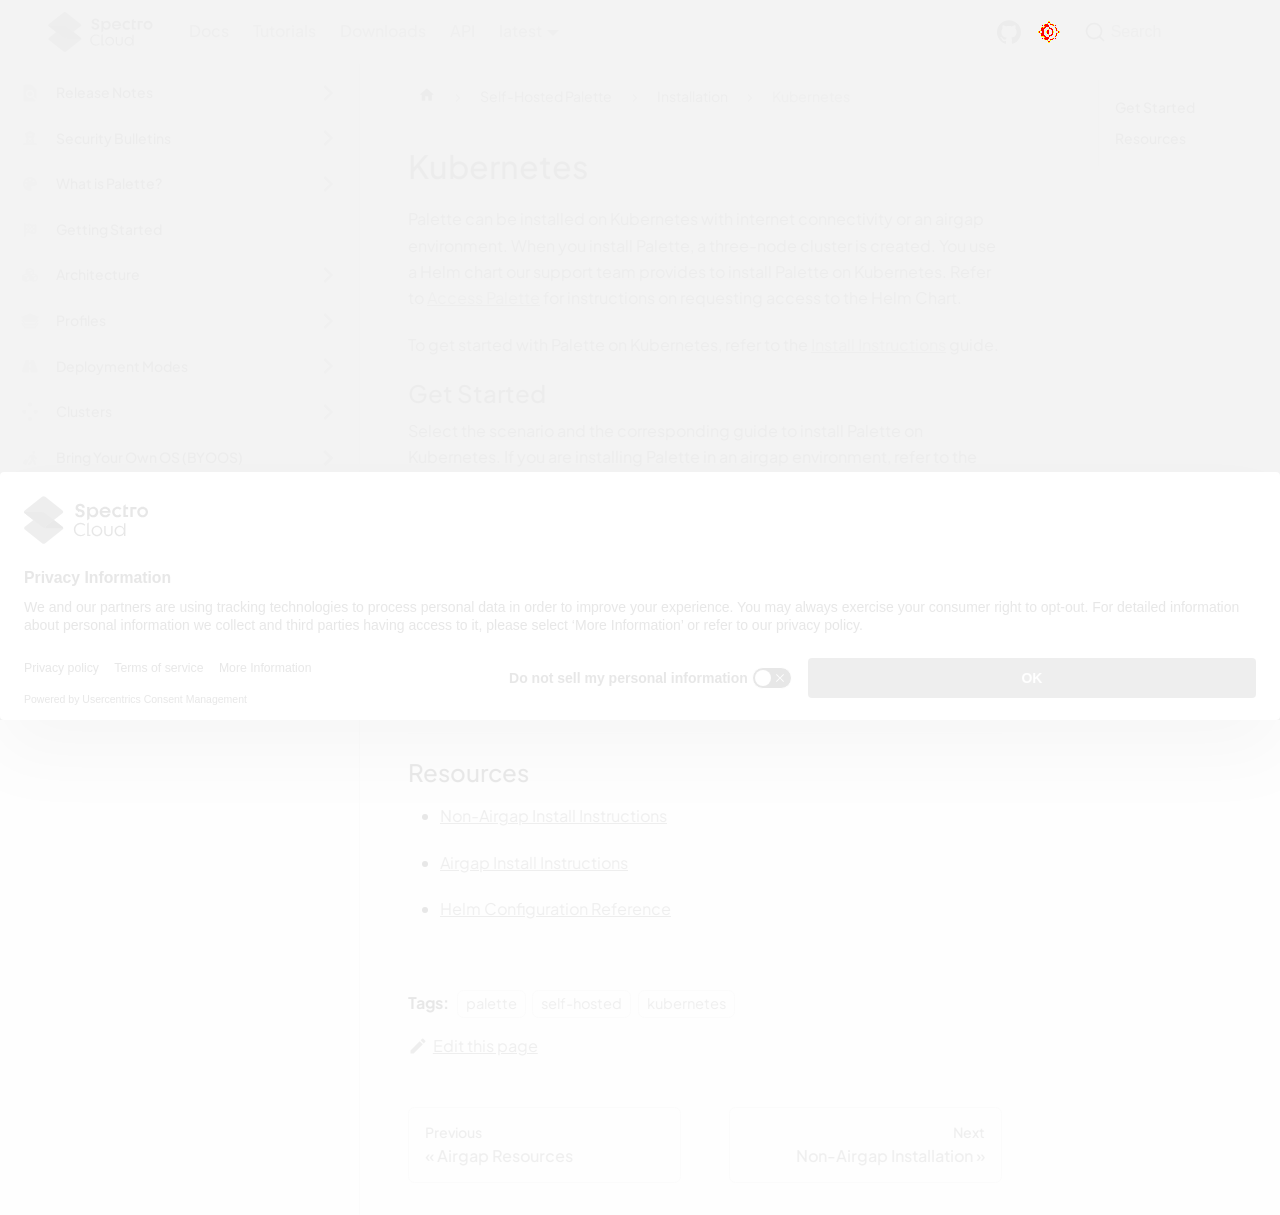 Spectro
Cloud
Docs
Tutorials
Downloads
API
latest
Search
Release Notes
Security Bulletins
What is Palette?
Getting Started
Architecture
Profiles
Deployment Modes
Clusters
Bring Your Own OS (BYOOS)
Self-Hosted Palette
Installation
Kubernetes
Get Started
Resources
Kubernetes
Palette can be installed on Kubernetes with internet connectivity or an airgap
environment. When you install Palette, a three-node cluster is created. You use
a Helm chart our support team provides to install Palette on Kubernetes. Refer
to Access Palette for instructions on requesting access to the Helm Chart.
To get started with Palette on Kubernetes, refer to the Install Instructions guide.
Get Started
Select the scenario and the corresponding guide to install Palette on
Kubernetes. If you are installing Palette in an airgap environment, refer to the
Spectro
Cloud
Privacy Information
We and our partners are using tracking technologies to process personal data in order to improve your experience. You may always exercise your consumer right to opt-out. For detailed information
about personal information we collect and third parties having access to it, please select 'More Information' or refer to our privacy policy.
Privacy policy
Terms of service
More Information
Do not sell my personal information
OK
Powered by Usercentrics Consent Management
Resources
Non-Airgap Install Instructions
Airgap Install Instructions
Helm Configuration Reference
Tags: palette self-hosted kubernetes
Edit this page
Previous
« Airgap Resources
Next
Non-Airgap Installation »